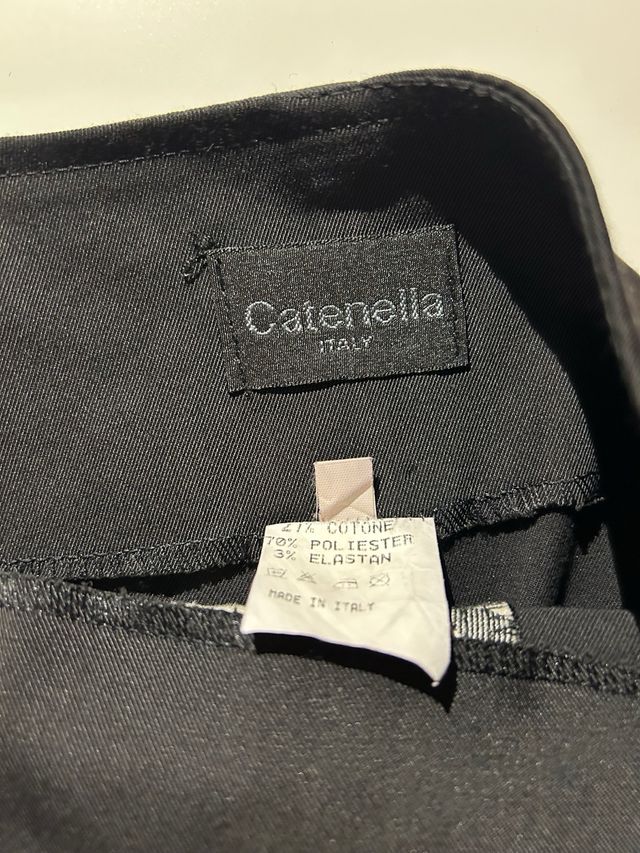 Catenella
ITALY
27% COTONE
70% POLIESTER
3% ELASTAN
MADE IN ITALY